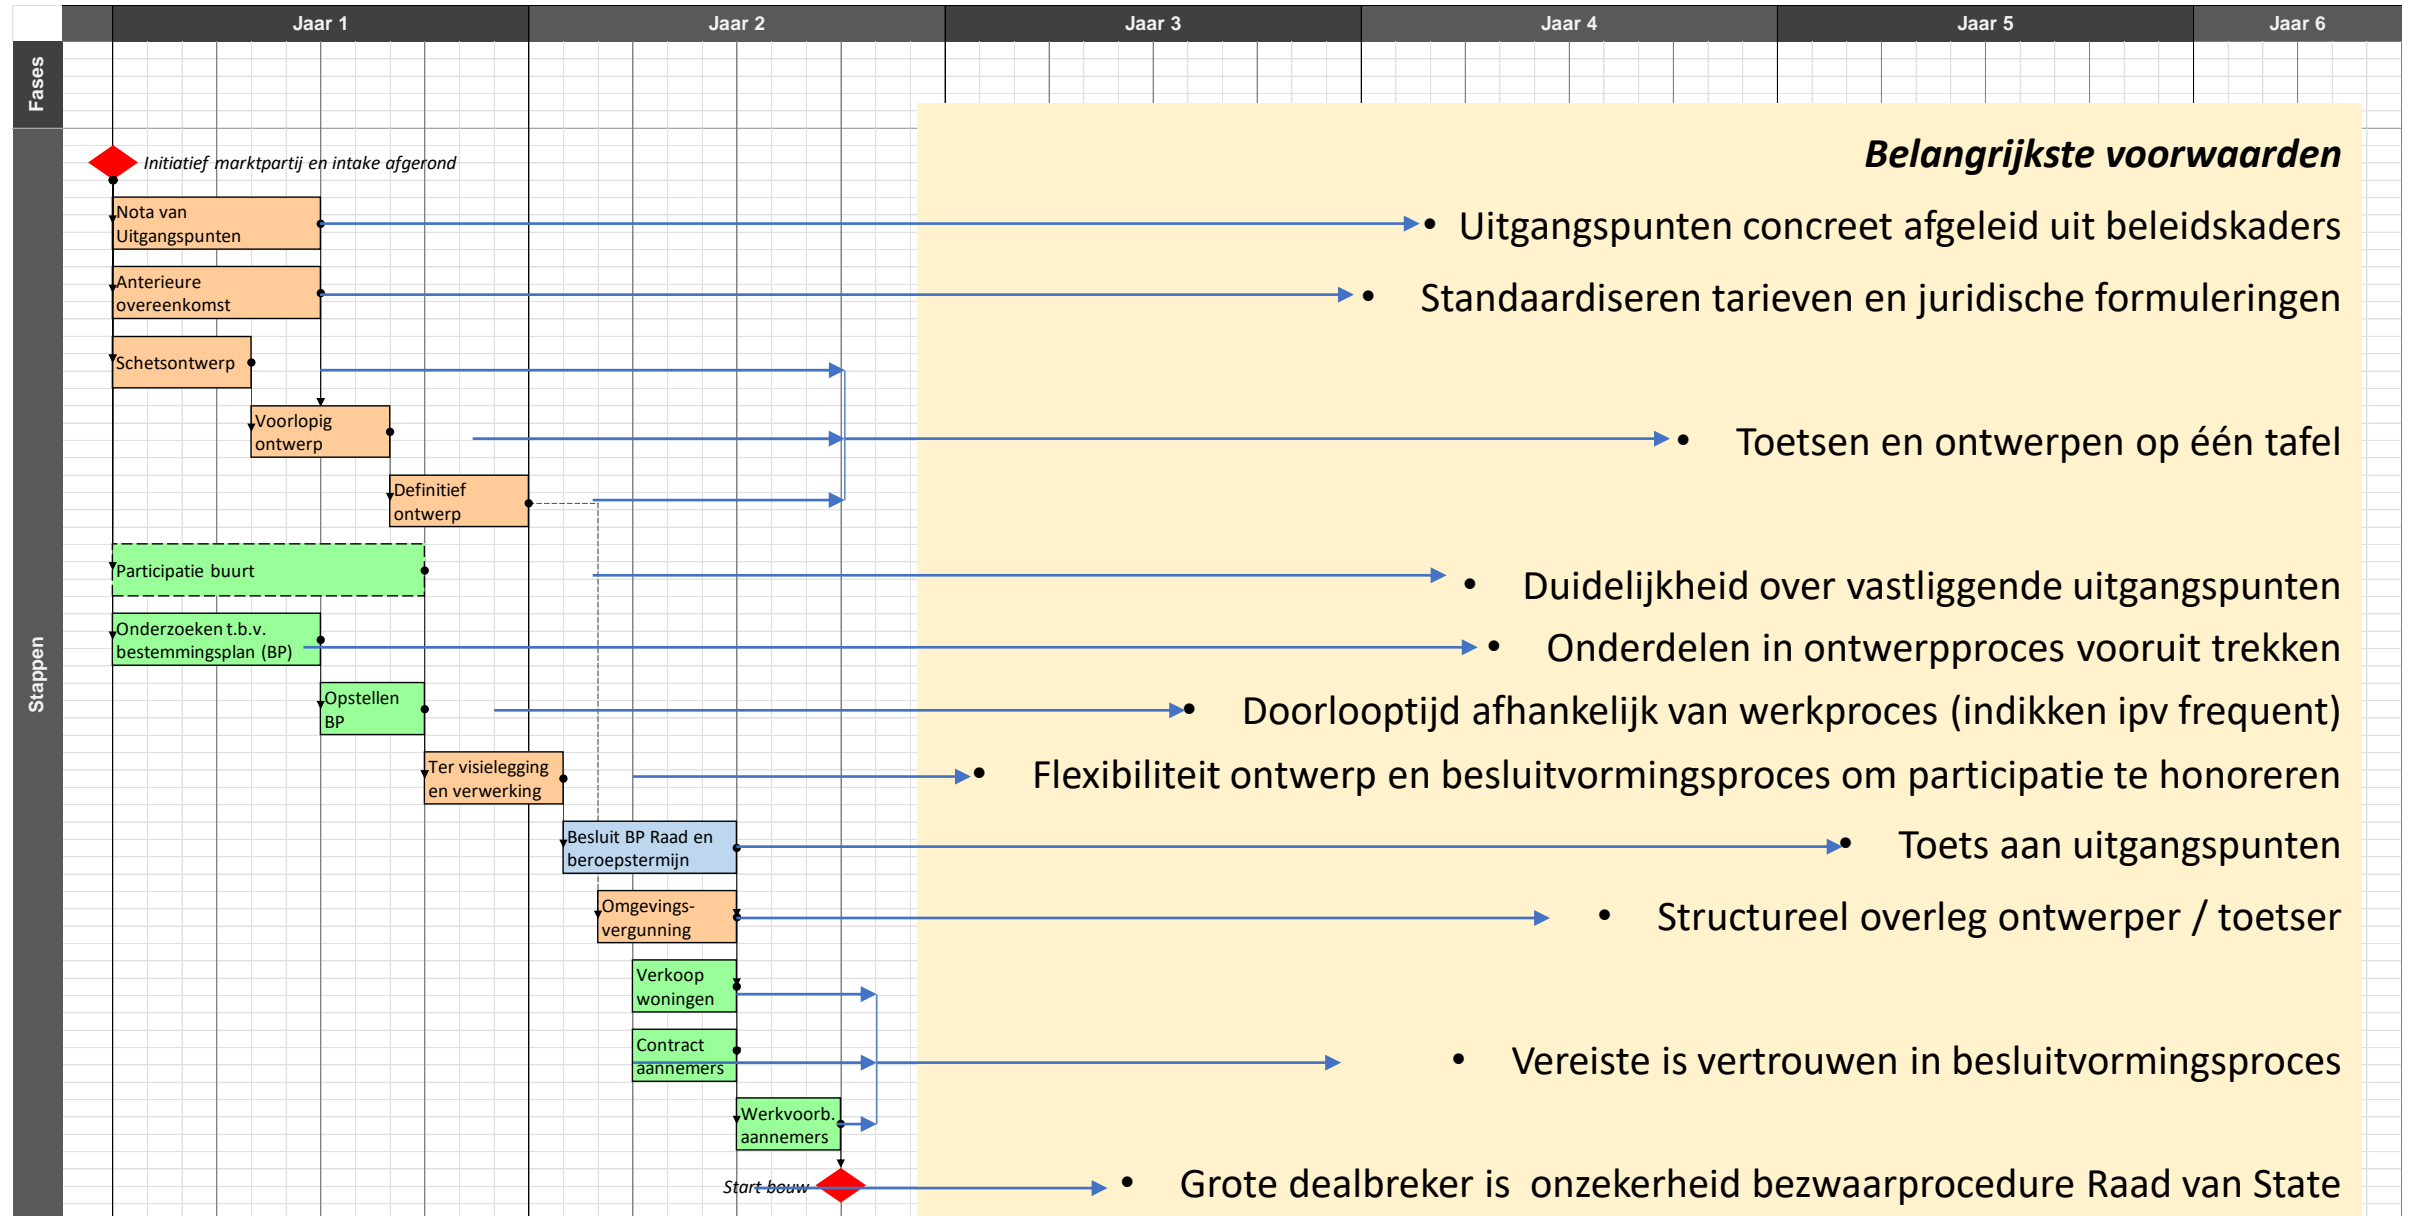 Jaar 1
Jaar 2
Jaar 3
Jaar 4
Jaar 5
Jaar 6
Fases
Stappen
Initiatief marktpartij en intake afgerond
Nota van
Uitgangspunten
Anterieure
overeenkomst
Schetsontwerp
Voorlopig
ontwerp
Definitief
ontwerp
Participatie buurt
Onderzoeken t.b.v.
bestemmingsplan (BP)
Opstellen
BP
Ter visielegging
en verwerking
Besluit BP Raad en
beroepstermijn
Omgevings-
vergunning
Verkoop
woningen
Contract
aannemers
Werkvoorb.
aannemers
Start bouw
Belangrijkste voorwaarden
• Uitgangspunten concreet afgeleid uit beleidskaders
• Standaardiseren tarieven en juridische formuleringen
• Toetsen en ontwerpen op één tafel
• Duidelijkheid over vastliggende uitgangspunten
• Onderdelen in ontwerpproces vooruit trekken
• Doorlooptijd afhankelijk van werkproces (indikken ipv frequent)
• Flexibiliteit ontwerp en besluitvormingsproces om participatie te honoreren
• Toets aan uitgangspunten
• Structureel overleg ontwerper / toetser
• Vereiste is vertrouwen in besluitvormingsproces
• Grote dealbreker is onzekerheid bezwaarprocedure Raad van State